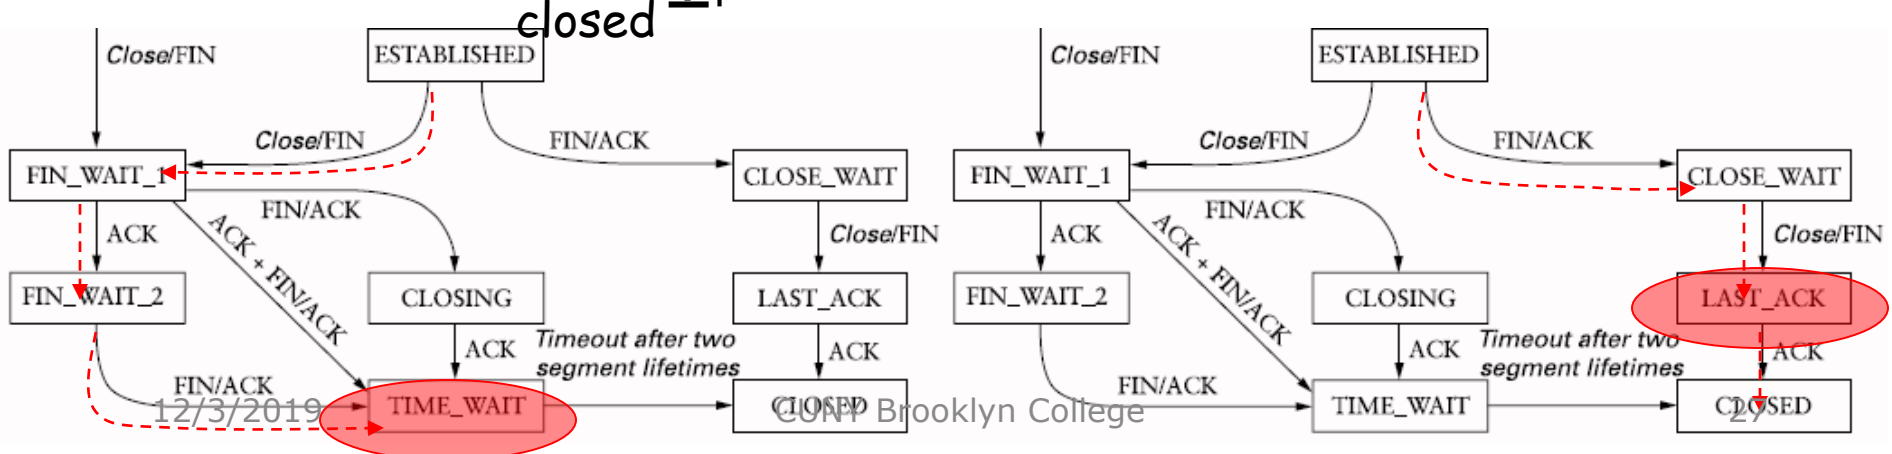 closed
Close/FIN
ESTABLISHED
Close/FIN
FIN/ACK
FIN_WAIT_1
CLOSE_WAIT
FIN/ACK
ACK
ACK + FIN/ACK
Close/FIN
FIN_WAIT_2
CLOSING
LAST_ACK
ACK
Timeout after two
segment lifetimes
ACK
FIN/ACK
TIME_WAIT
CLOSED
Close/FIN
ESTABLISHED
Close/FIN
FIN/ACK
FIN_WAIT_1
CLOSE_WAIT
FIN/ACK
ACK
ACK + FIN/ACK
Close/FIN
FIN_WAIT_2
CLOSING
LAST_ACK
ACK
Timeout after two
segment lifetimes
ACK
FIN/ACK
TIME_WAIT
CLOSED
12/3/2019
CUNY Brooklyn College
27